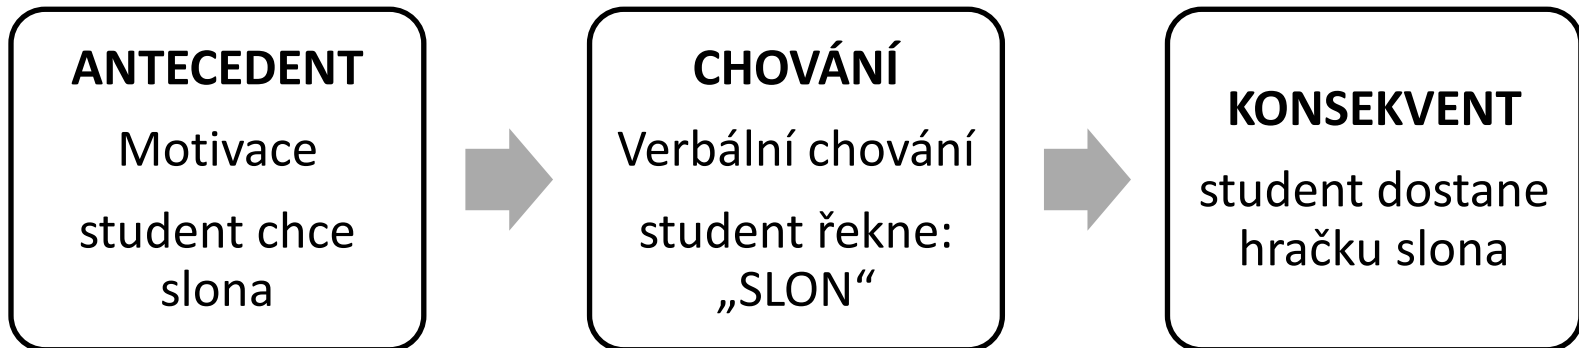 ANTECEDENT
Motivace
student chce
slona
CHOVÁNÍ
Verbální chování
student řekne:
„SLON“
KONSEKVENT
student dostane
hračku slona